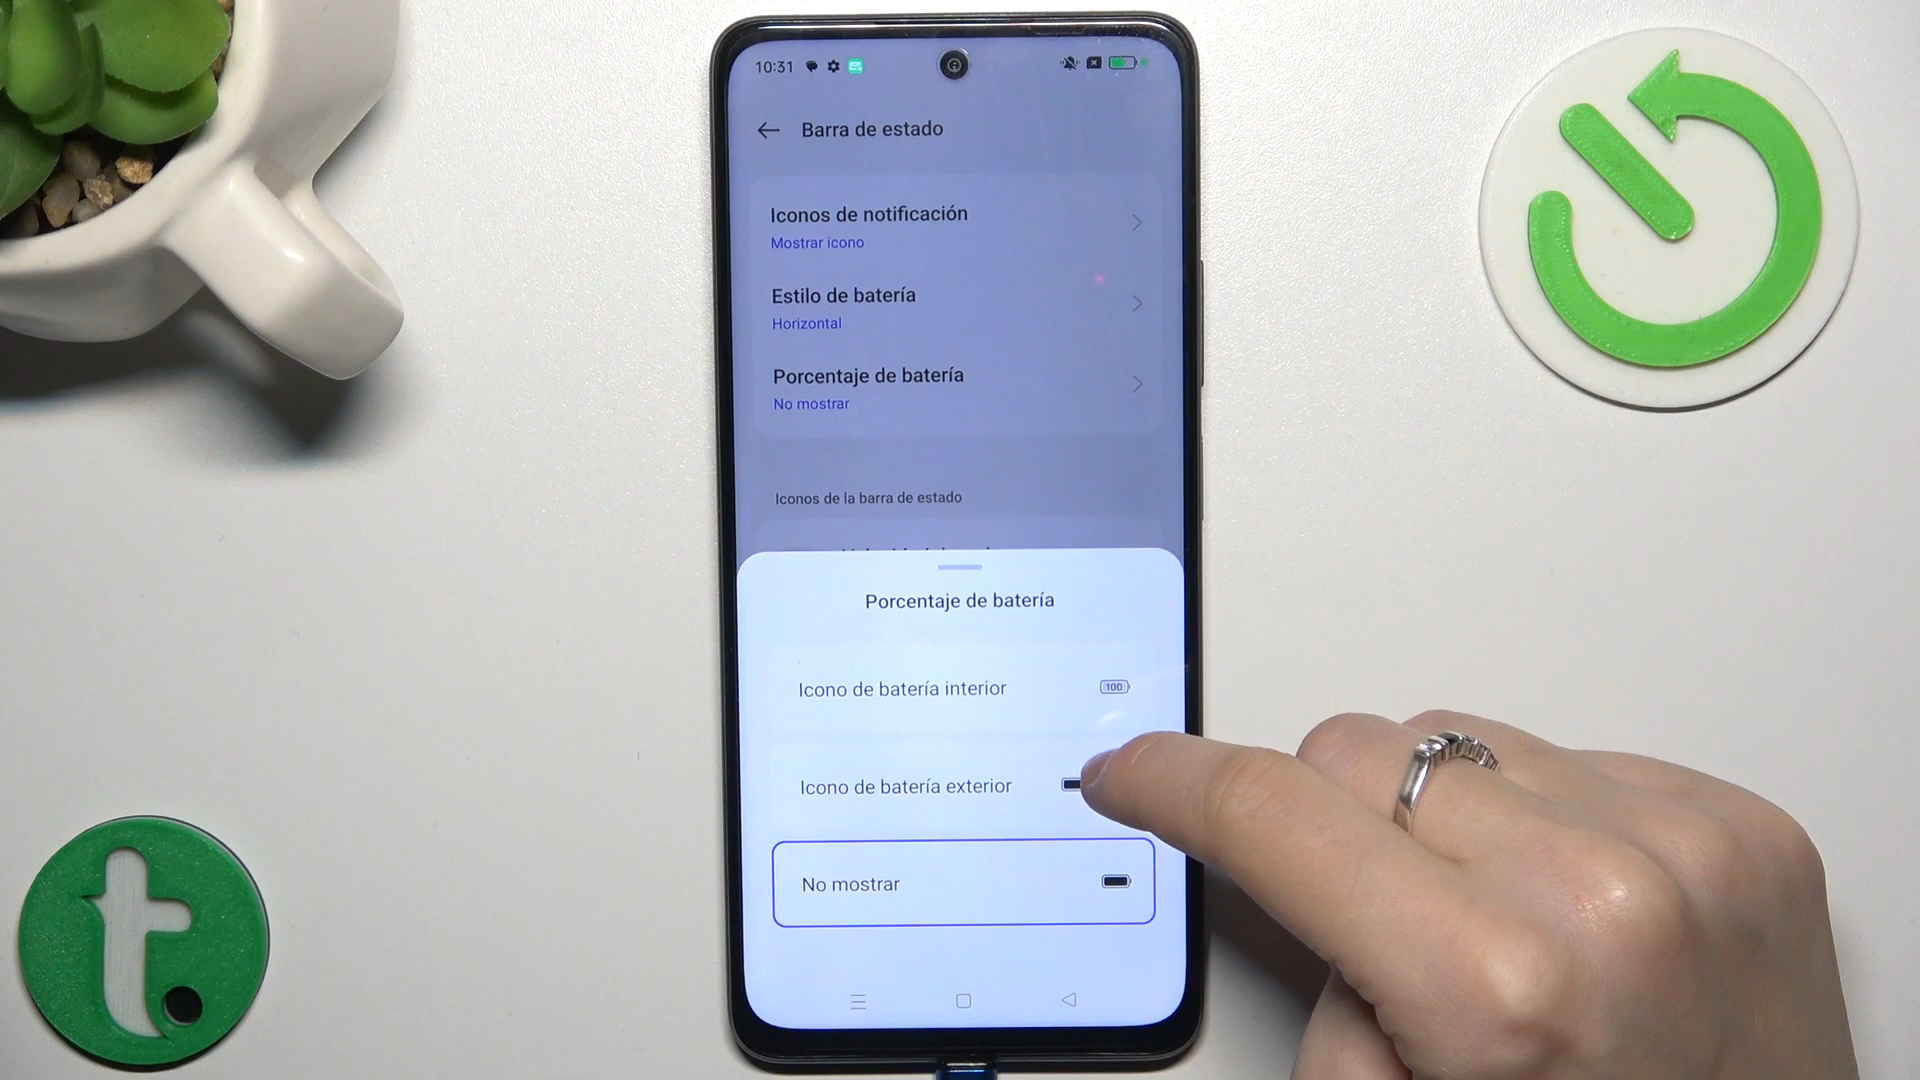 10:31
Barra de estado
Iconos de notificación
Mostrar icono
Estilo de batería
Horizontal
Porcentaje de batería
No mostrar
Iconos de la barra de estado
Porcentaje de batería
Icono de batería interior
100
Icono de batería exterior
No mostrar
t.